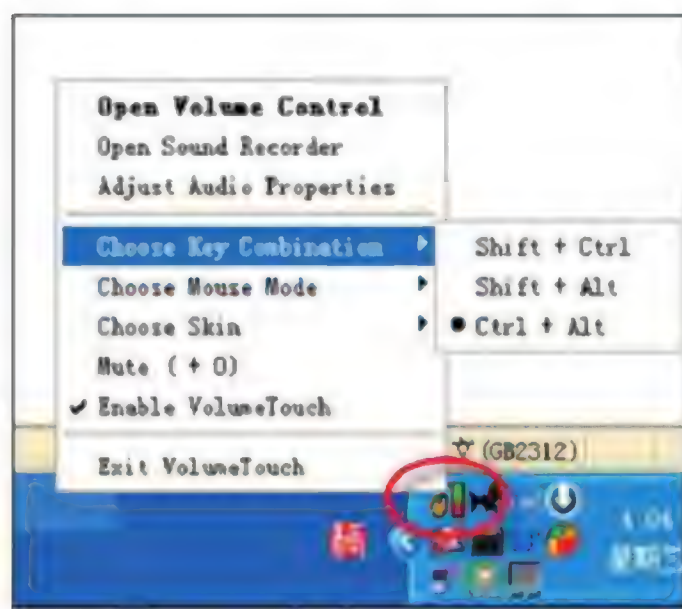 Open Volume Control
Open Sound Recorder
Adjust Audio Properties
Choose Key Combination
Choose Mouse Mode
Choose Skin
Mute ( + 0)
✔ Enable VolumeTouch
Exit VolumeTouch
Shift + Ctrl
Shift + Alt
● Ctrl + Alt
(GB2312)